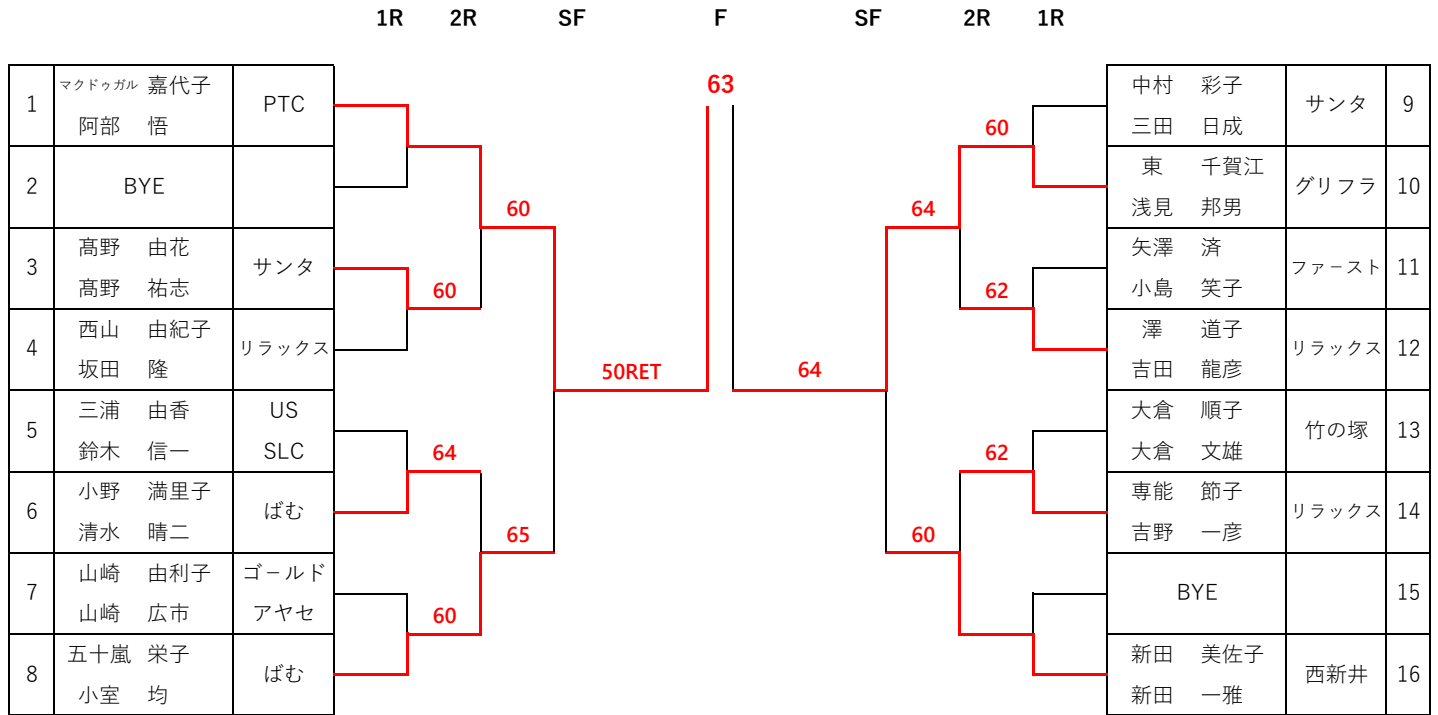 1R 2R SF F SF 2R 1R
63
1 マクドゥガル 嘉代子 PTC
阿部 悟
2 BYE
3 髙野 由花 サンタ
髙野 祐志
4 西山 由紀子 リラックス
坂田 隆
5 三浦 由香 US
鈴木 信一 SLC
6 小野 満里子 ばむ
清水 晴二
7 山崎 由利子 ゴールド
山崎 広市 アヤセ
8 五十嵐 栄子 ばむ
小室 均
60
60
50RET
64
65
60
60
64
62
64
62
60
中村 彩子 サンタ 9
三田 日成
東 千賀江 グリフラ 10
浅見 邦男
矢澤 済 ファースト 11
小島 笑子
澤 道子 リラックス 12
吉田 龍彦
大倉 順子 竹の塚 13
大倉 文雄
専能 節子 リラックス 14
吉野 一彦
BYE 15
新田 美佐子 西新井 16
新田 一雅